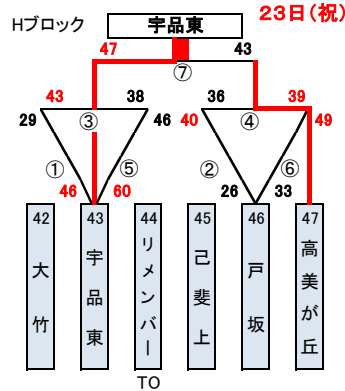 23日(祝)
Hブロック
宇品東
47 43
⑦
43 38 36 39
29 ③ 46 40 ④ 49
① ⑤ ② ⑥
46 60 26 33
42 43 44 45 46 47
大竹
宇品東
リメンバー
己斐上
戸坂
高美が丘
TO